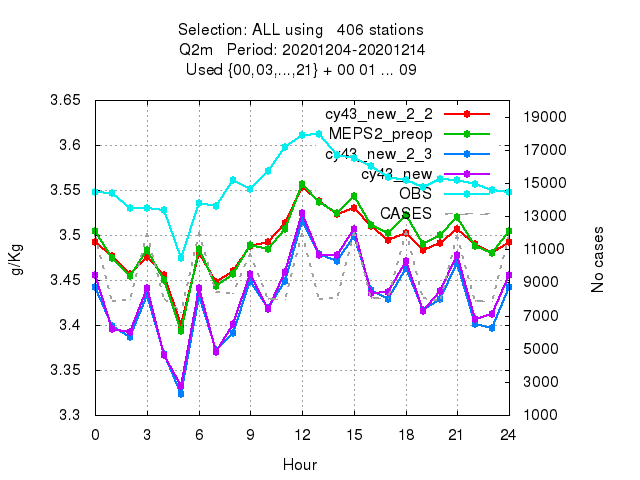 Selection: ALL using   406 stations
Q2m   Period: 20201204-20201214
Used {00,03,...,21} + 00 01 ... 09
cy43_new_2_2
MEPS2_preop
cy43_new_2_3
cy43_new
OBS
CASES
3.65
3.6
3.55
3.5
3.45
3.4
3.35
3.3
g/Kg
19000
17000
15000
13000
11000
9000
7000
5000
3000
1000
No cases
0 3 6 9 12 15 18 21 24
Hour